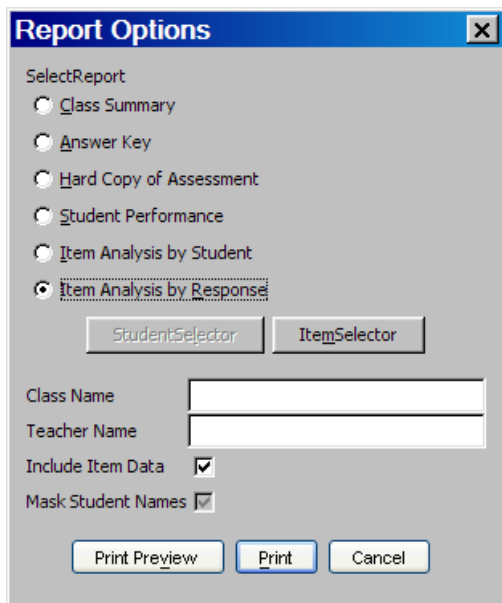 Report Options
SelectReport
Class Summary
Answer Key
Hard Copy of Assessment
Student Performance
Item Analysis by Student
Item Analysis by Response
StudentSelector ItemSelector
Class Name
Teacher Name
Include Item Data
Mask Student Names
Print Preview Print Cancel